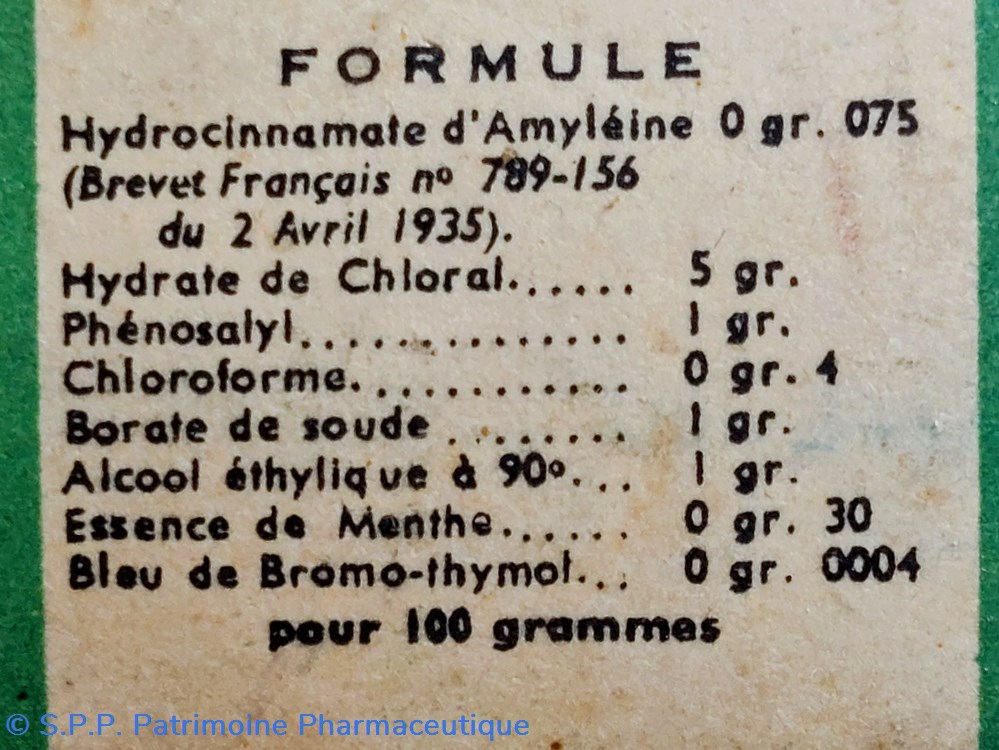 FORMULE
Hydrocinnamate d'Amyléine 0 gr. 075
(Brevet Français nº 789-156
du 2 Avril 1935).
Hydrate de Chloral...... 5 gr.
Phénosalyl.............. 1 gr.
Chloroforme............ 0 gr. 4
Borate de soude ........ 1 gr.
Alcool éthylique à 90º... 1 gr.
Essence de Menthe...... 0 gr. 30
Bleu de Bromo-thymol... 0 gr. 0004
pour 100 grammes
© S.P.P. Patrimoine Pharmaceutique